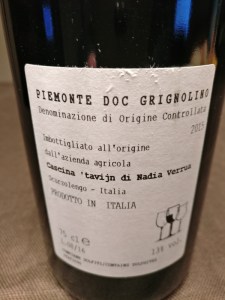 PIEMONTE DOC GRIGNOLINO
Denominazione di Origine Controllata
2015
Imbottigliato all'origine
dall'azienda agricola
Cascina 'tavijn di Nadia Verrua
Scurzolengo - Italia
PRODOTTO IN ITALIA
75 cl e
L.
13% vol.